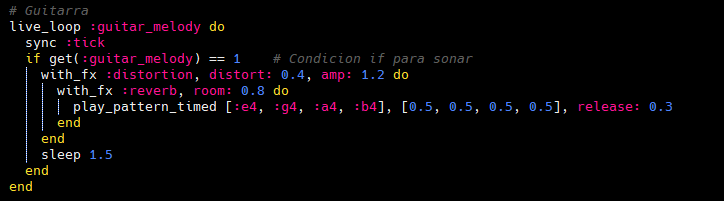 # Guitarra
live_loop :guitar_melody do
  sync :tick
  if get(:guitar_melody) == 1    # Condicion if para sonar
    with_fx :distortion, distort: 0.4, amp: 1.2 do
      with_fx :reverb, room: 0.8 do
        play_pattern_timed [:e4, :g4, :a4, :b4], [0.5, 0.5, 0.5, 0.5], release: 0.3
      end
    end
    sleep 1.5
  end
end